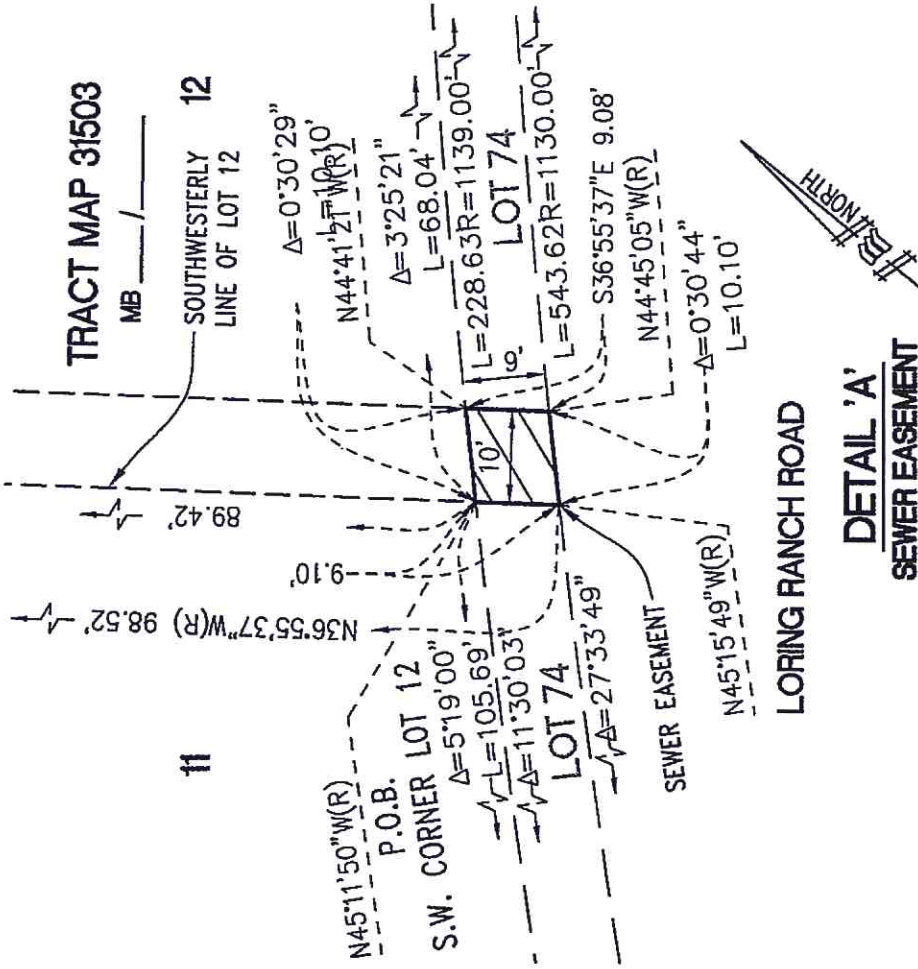 TRACT MAP 31503
MB ____/____
SOUTHWESTERLY
LINE OF LOT 12
12
11
89.42'
9.10'
N36°55'37"W(R) 98.52'
Δ=0°30'29"
L=10.10'
N44°41'21"W(R)
Δ=3°25'21"
L=68.04'
L=228.63 R=1139.00'
LOT 74
L=543.62 R=1130.00'
S36°55'37"E 9.08'
N44°45'05"W(R)
Δ=0°30'44"
L=10.10'
10'
9'
N45°11'50"W(R)
P.O.B.
S.W. CORNER LOT 12
Δ=5°19'00"
L=105.69'
Δ=11°30'03"
LOT 74
Δ=27°33'49"
SEWER EASEMENT
N45°15'49"W(R)
LORING RANCH ROAD
NORTH
DETAIL 'A'
SEWER EASEMENT